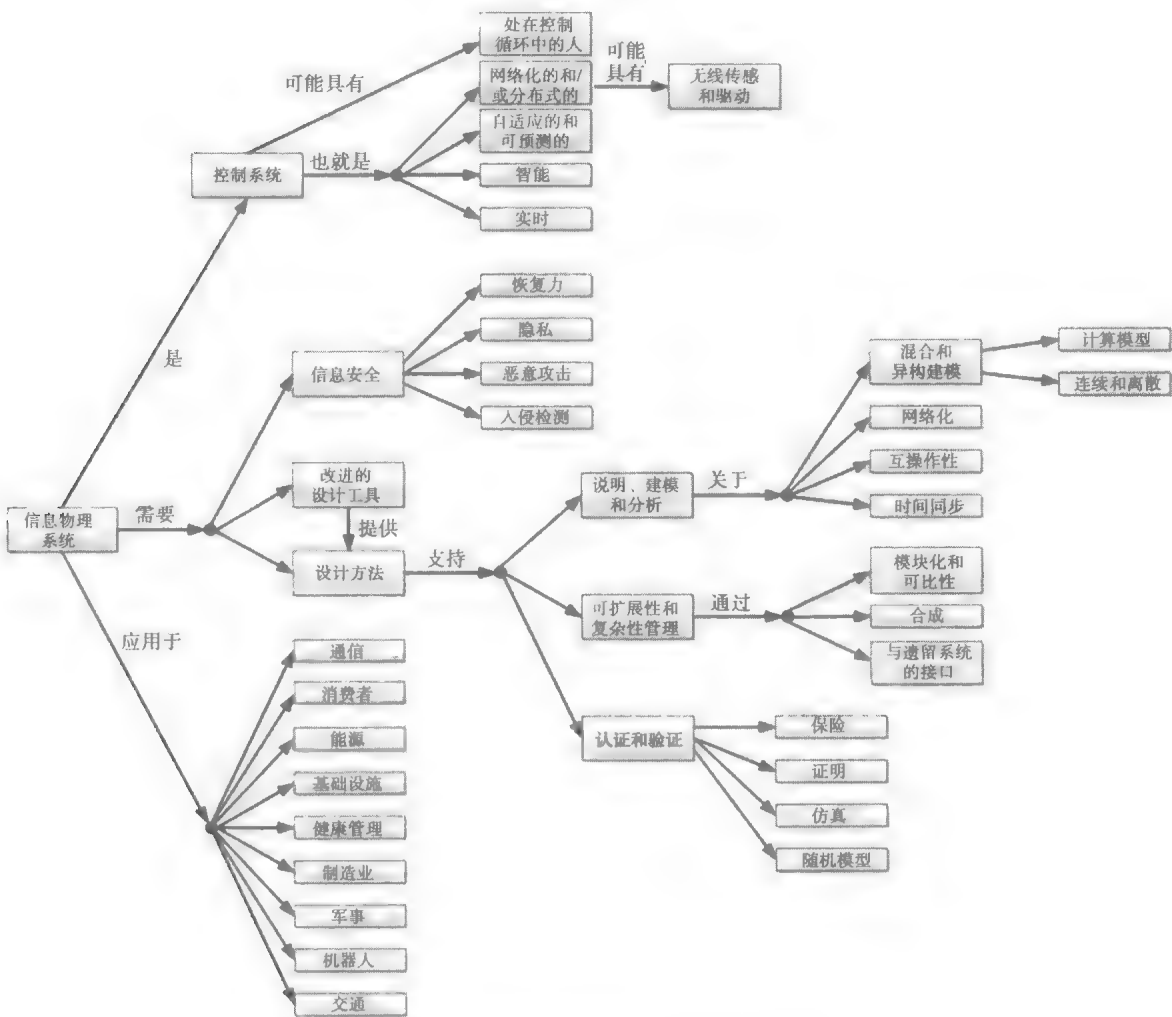 处在控制
循环中的人
可能具有
网络化的和/
或分布式的
可能
具有
无线传感
和驱动
自适应的和
可预测的
控制系统
也就是
智能
实时
是
信息安全
恢复力
隐私
恶意攻击
入侵检测
信息物理
系统
需要
改进的
设计工具
提供
设计方法
支持
说明、建模
和分析
关于
混合和
异构建模
计算模型
连续和离散
网络化
互操作性
时间同步
可扩展性和
复杂性管理
通过
模块化和
可比性
合成
与遗留系统
的接口
认证和验证
保险
证明
仿真
随机模型
应用于
通信
消费者
能源
基础设施
健康管理
制造业
军事
机器人
交通